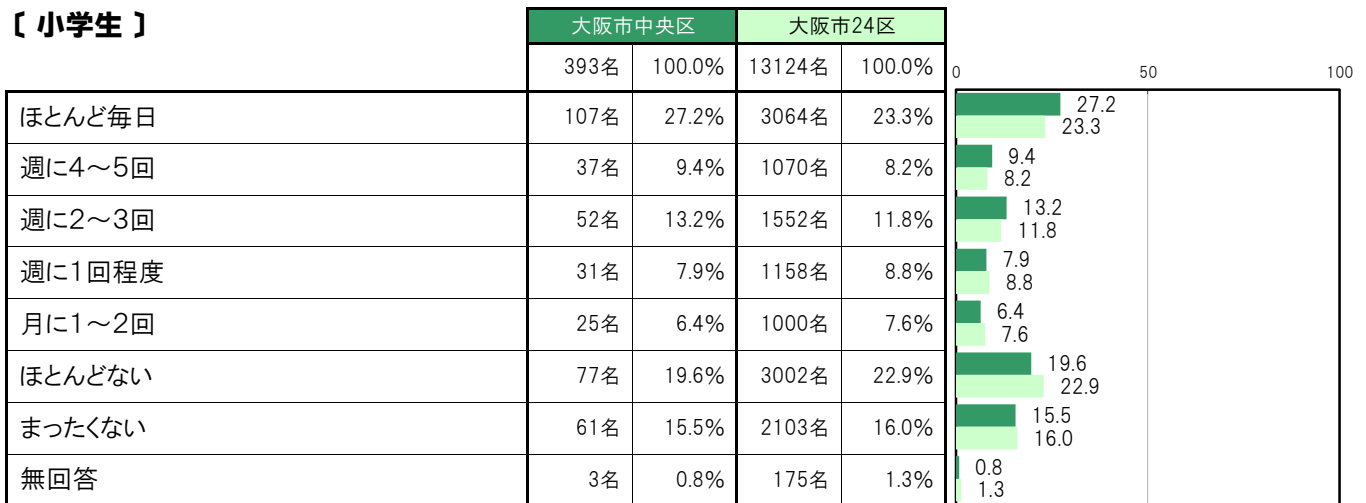 〔 小学生 〕
大阪市中央区 大阪市24区
393名 100.0% 13124名 100.0% 0 50 100
ほとんど毎日 107名 27.2% 3064名 23.3% 27.2 23.3
週に4～5回 37名 9.4% 1070名 8.2% 9.4 8.2
週に2～3回 52名 13.2% 1552名 11.8% 13.2 11.8
週に1回程度 31名 7.9% 1158名 8.8% 7.9 8.8
月に1～2回 25名 6.4% 1000名 7.6% 6.4 7.6
ほとんどない 77名 19.6% 3002名 22.9% 19.6 22.9
まったくない 61名 15.5% 2103名 16.0% 15.5 16.0
無回答 3名 0.8% 175名 1.3% 0.8 1.3